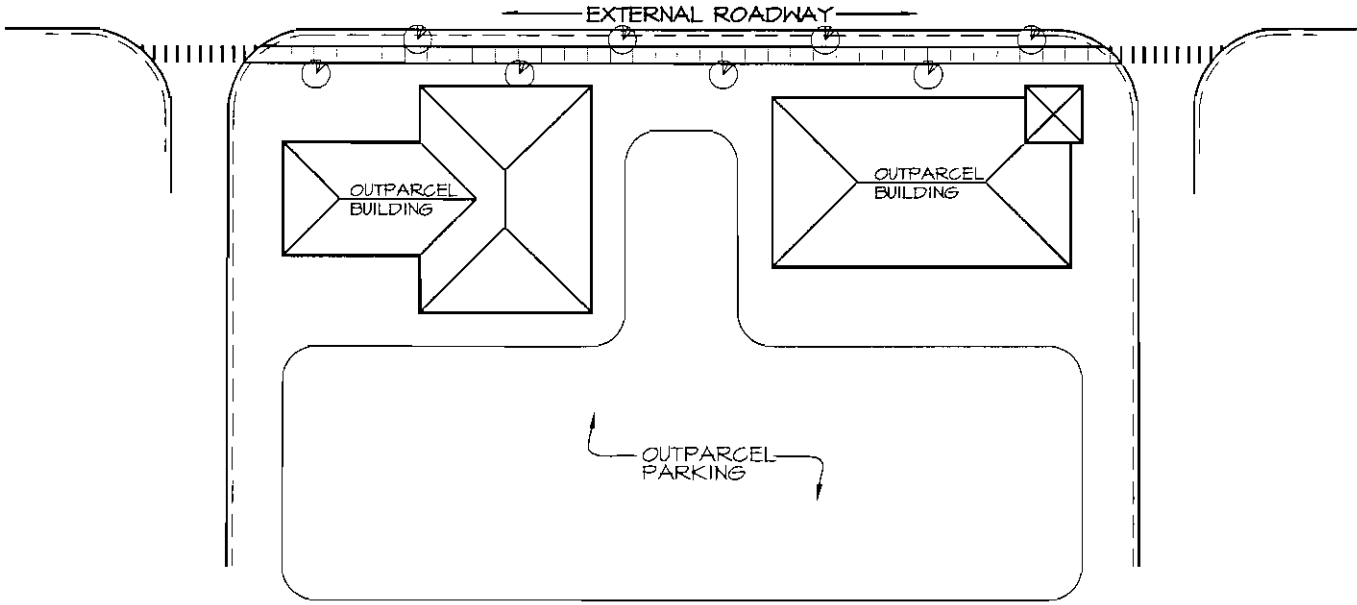 EXTERNAL ROADWAY
OUTPARCEL
BUILDING
OUTPARCEL
BUILDING
OUTPARCEL
PARKING